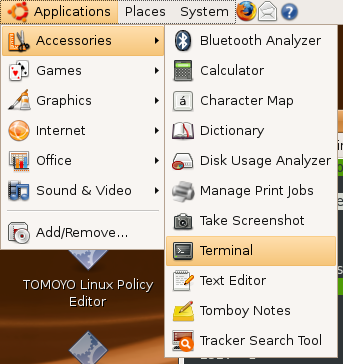 Applications Places System
Accessories
Games
Graphics
Internet
Office
Sound & Video
Add/Remove...
Bluetooth Analyzer
Calculator
á Character Map
Dictionary
Disk Usage Analyzer
Manage Print Jobs
Take Screenshot
Terminal
Text Editor
Tomboy Notes
Tracker Search Tool
TOMOYO Linux Policy
Editor